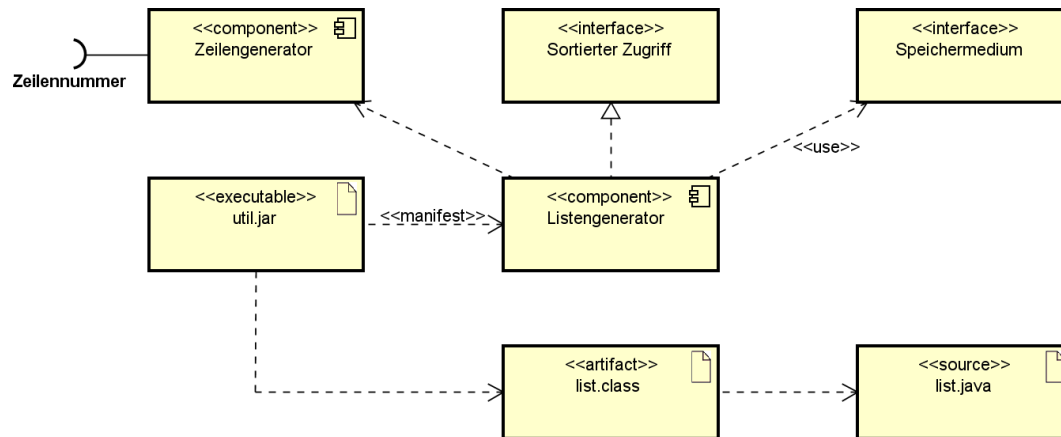 <<component>>
Zeilengenerator
<<interface>>
Sortierter Zugriff
<<interface>>
Speichermedium
Zeilennummer
<<use>>
<<executable>>
util.jar
<<manifest>>
<<component>>
Listengenerator
<<artifact>>
list.class
<<source>>
list.java